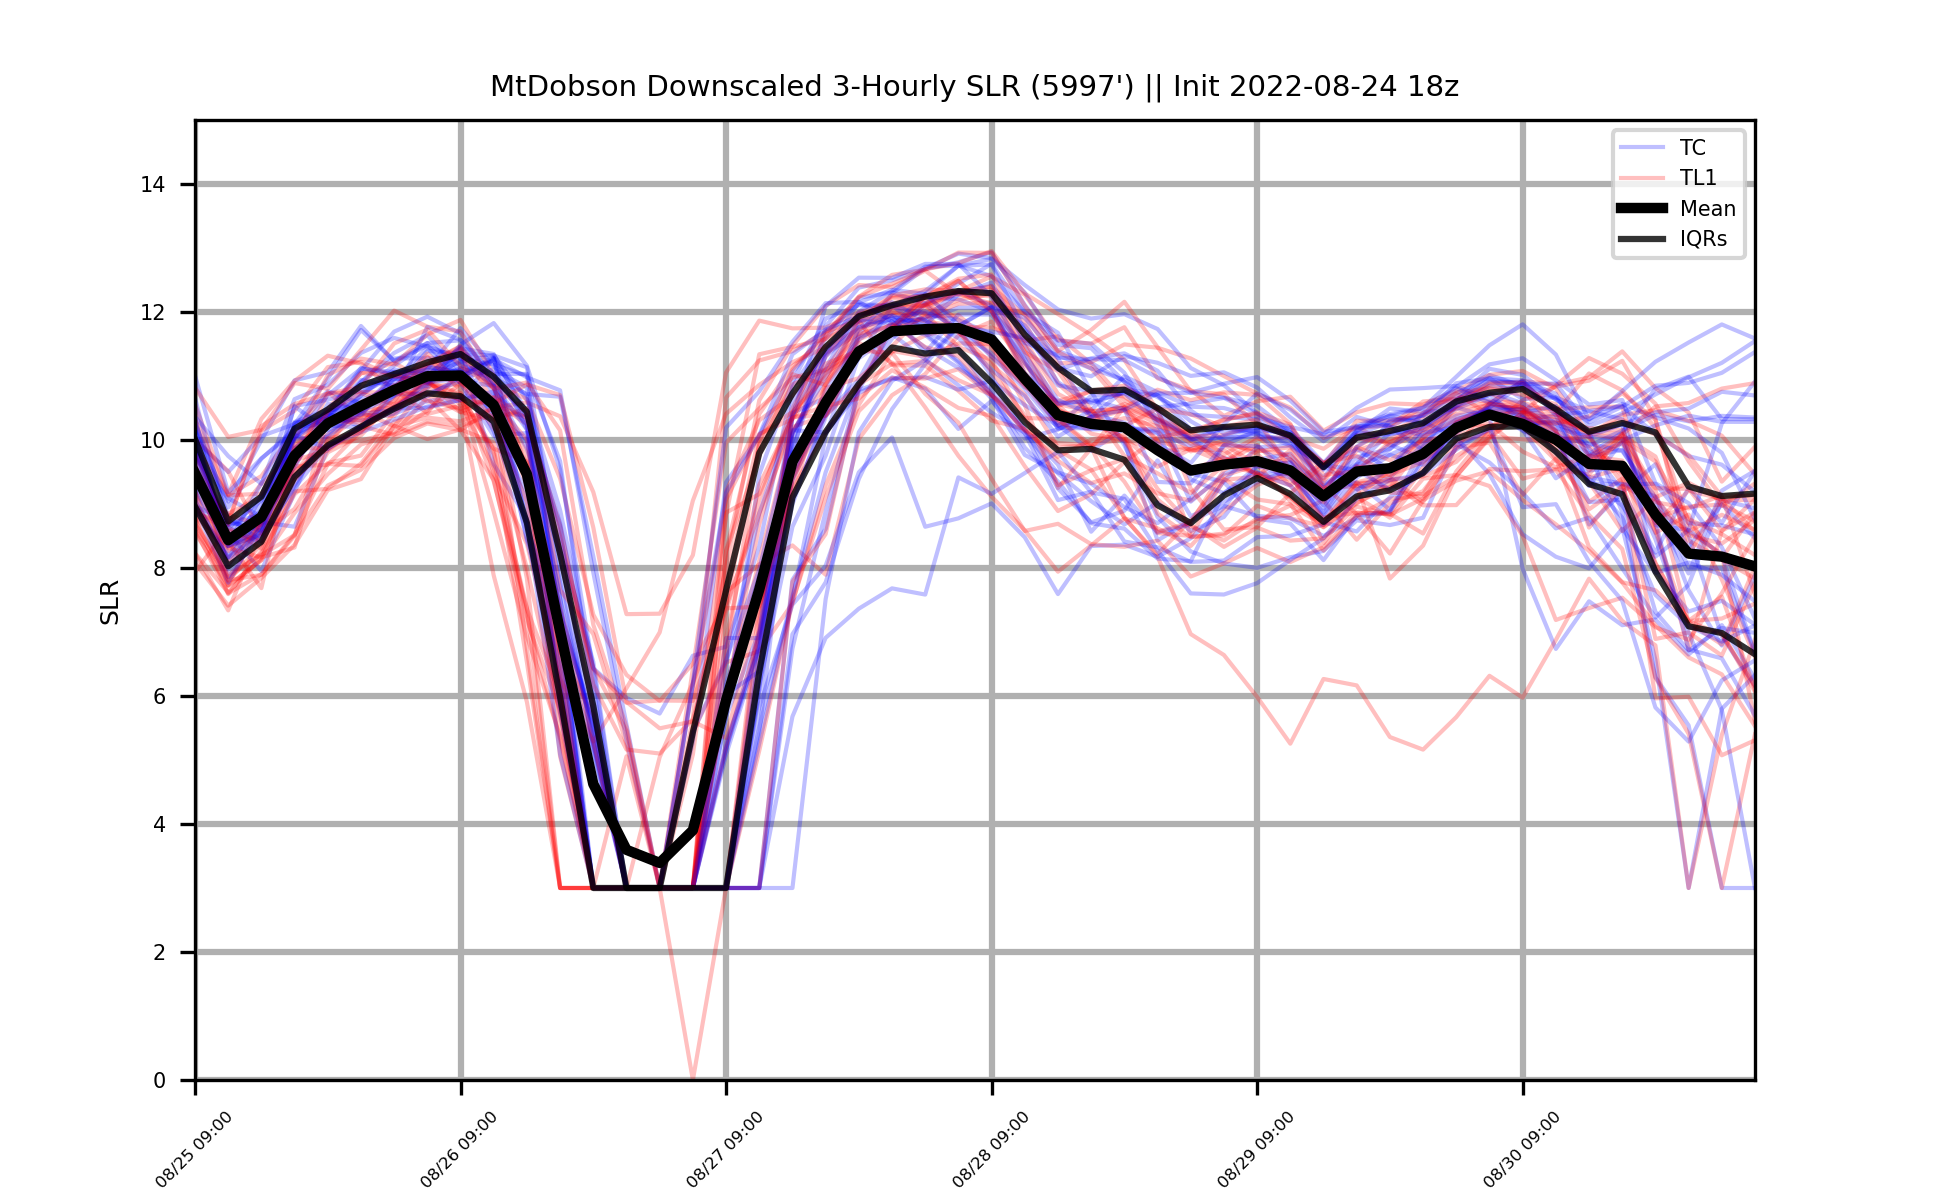 MtDobson Downscaled 3-Hourly SLR (5997') || Init 2022-08-24 18z
TC
TL1
Mean
IQRs
SLR
14
12
10
8
6
4
2
0
08/25 09:00
08/26 09:00
08/27 09:00
08/28 09:00
08/29 09:00
08/30 09:00